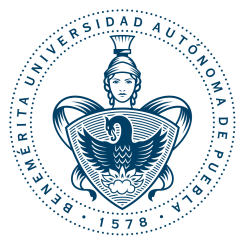 BENEMÉRITA UNIVERSIDAD AUTÓNOMA DE PUEBLA
· 1578 ·